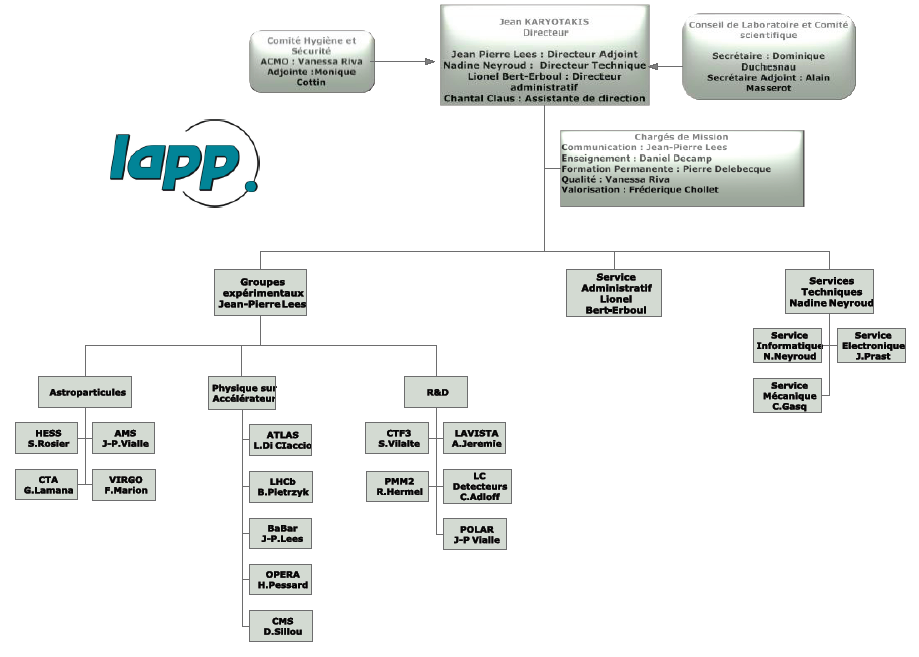 Jean KARYOTAKIS
Directeur
Jean Pierre Lees : Directeur Adjoint
Nadine Neyroud : Directeur Technique
Lionel Bert-Erboul : Directeur
administratif
Chantal Claus : Assistante de direction
Comité Hygiène et
Sécurité
ACMO : Vanessa Riva
Adjointe :Monique
Cottin
Conseil de Laboratoire et Comité
scientifique
Secrétaire : Dominique
Duchesnau
Secrétaire Adjoint : Alain
Masserot
lapp
Chargés de Mission
Communication : Jean-Pierre Lees
Enseignement : Daniel Decamp
Formation Permanente : Pierre Delebecque
Qualité : Vanessa Riva
Valorisation : Fréderique Chollet
Groupes
expérimentaux
Jean-Pierre Lees
Service
Administratif
Lionel
Bert-Erboul
Services
Techniques
Nadine Neyroud
Service
Informatique
N.Neyroud
Service
Electronique
J.Prast
Service
Mécanique
C.Gasq
Astroparticules
Physique sur
Accélérateur
R&D
HESS
S.Rosier
AMS
J-P.Vialle
CTA
G.Lamana
VIRGO
F.Marion
ATLAS
L.Di CIaccio
LHCb
B.Pietrzyk
BaBar
J-P.Lees
OPERA
H.Pessard
CMS
D.Sillou
CTF3
S.Vilalte
LAVISTA
A.Jeremie
PMM2
R.Hermel
LC
Detecteurs
C.Adloff
POLAR
J-P Vialle